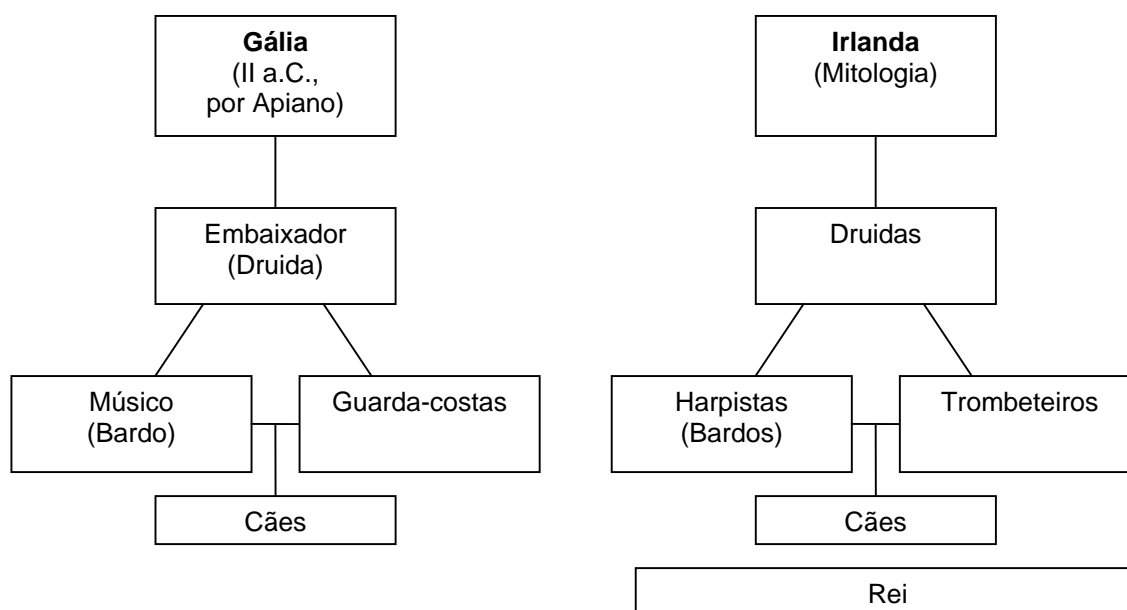 Gália
(II a.C.,
por Apiano)
Irlanda
(Mitologia)
Embaixador
(Druida)
Druidas
Músico
(Bardo)
Guarda-costas
Harpistas
(Bardos)
Trombeteiros
Cães
Cães
Rei